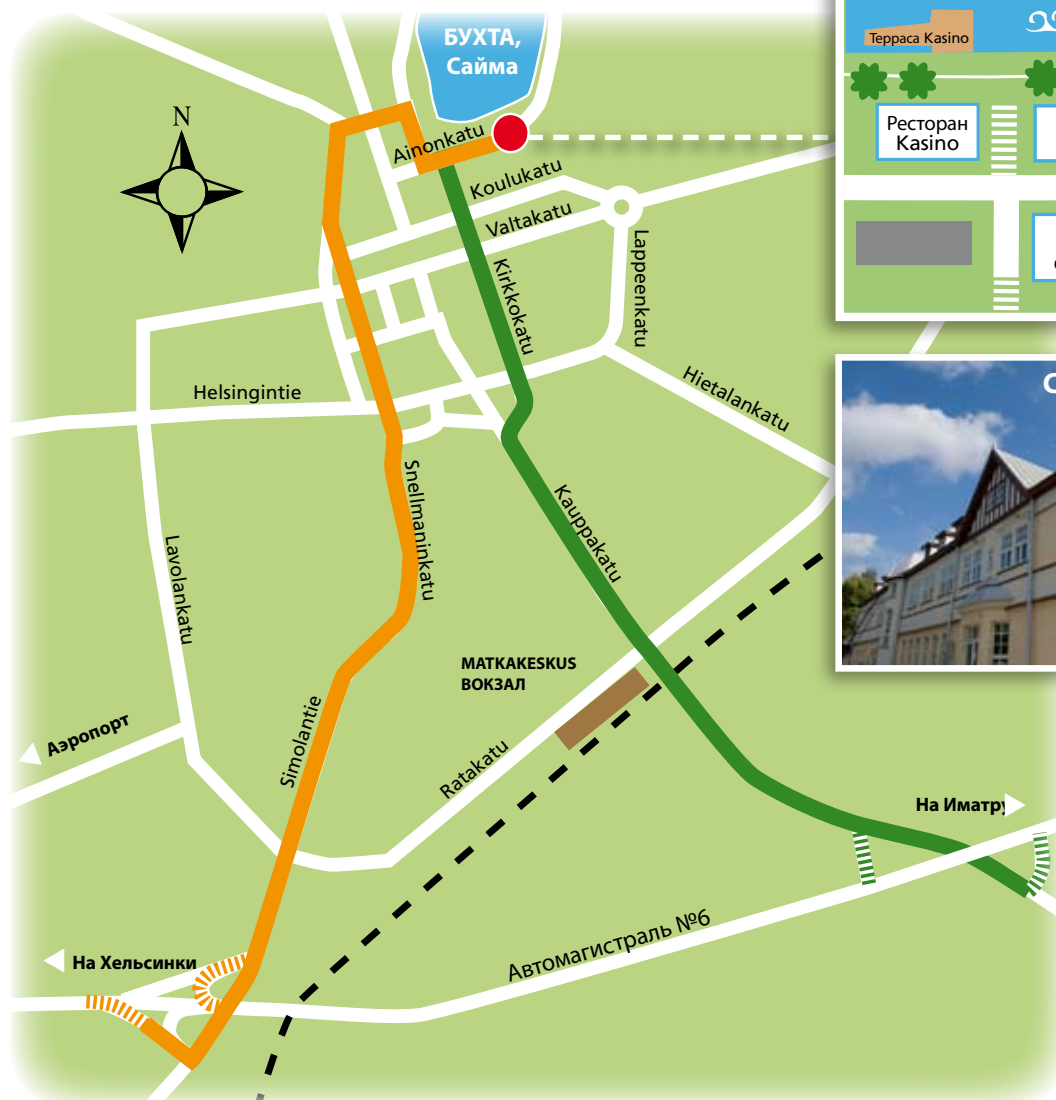 БУХТА,
Сайма
Терраса Kasino
N
Ресторан
Kasino
Ainonkatu
Koulukatu
Valtakatu
Kirkkokatu
Lappeenkatu
Helsingintie
Hietalankatu
Snellmaninkatu
Kauppakatu
Lavolankatu
MATKAKESKUS
ВОКЗАЛ
Аэропорт
Simolantie
Ratakatu
На Иматру
Автомагистраль №6
На Хельсинки